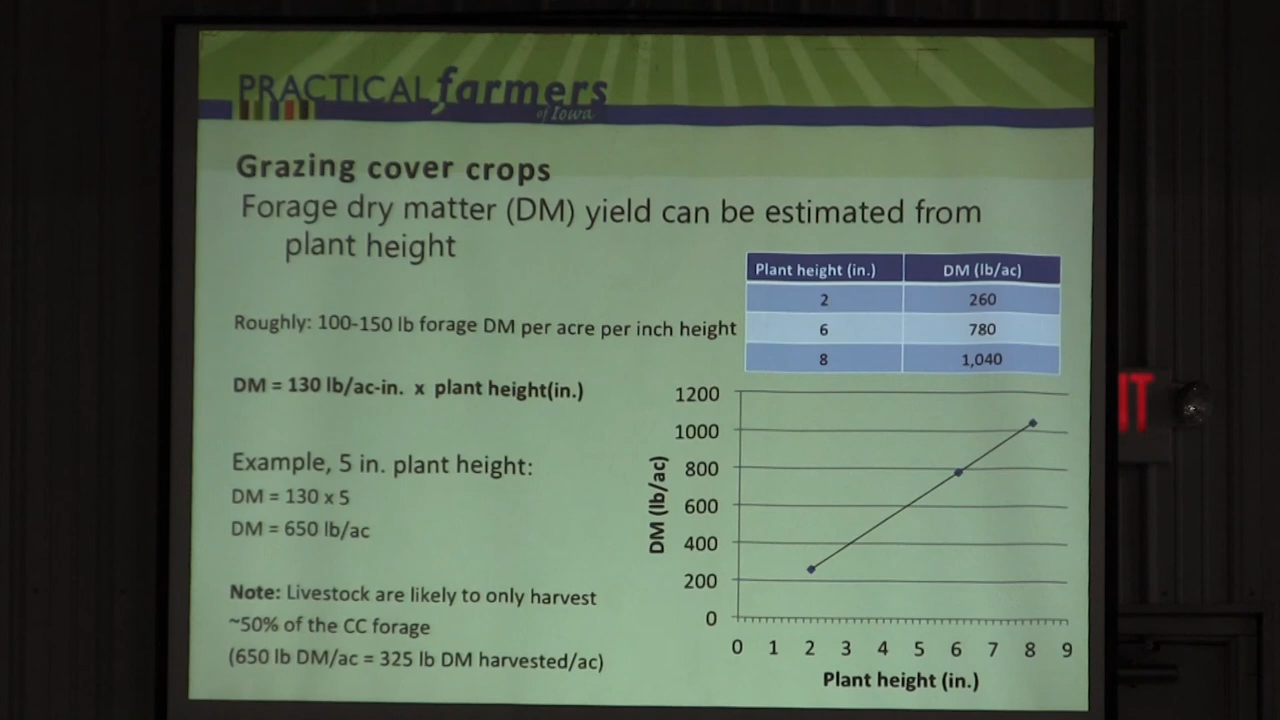 PRACTICAL farmers
of Iowa
Grazing cover crops
Forage dry matter (DM) yield can be estimated from
plant height
Plant height (in.) DM (lb/ac)
2 260
6 780
8 1,040
Roughly: 100-150 lb forage DM per acre per inch height
DM = 130 lb/ac-in. x plant height(in.)
Example, 5 in. plant height:
DM = 130 x 5
DM = 650 lb/ac
Note: Livestock are likely to only harvest
~50% of the CC forage
(650 lb DM/ac = 325 lb DM harvested/ac)
1200
1000
800
600
400
200
0
DM (lb/ac)
0 1 2 3 4 5 6 7 8 9
Plant height (in.)
IT